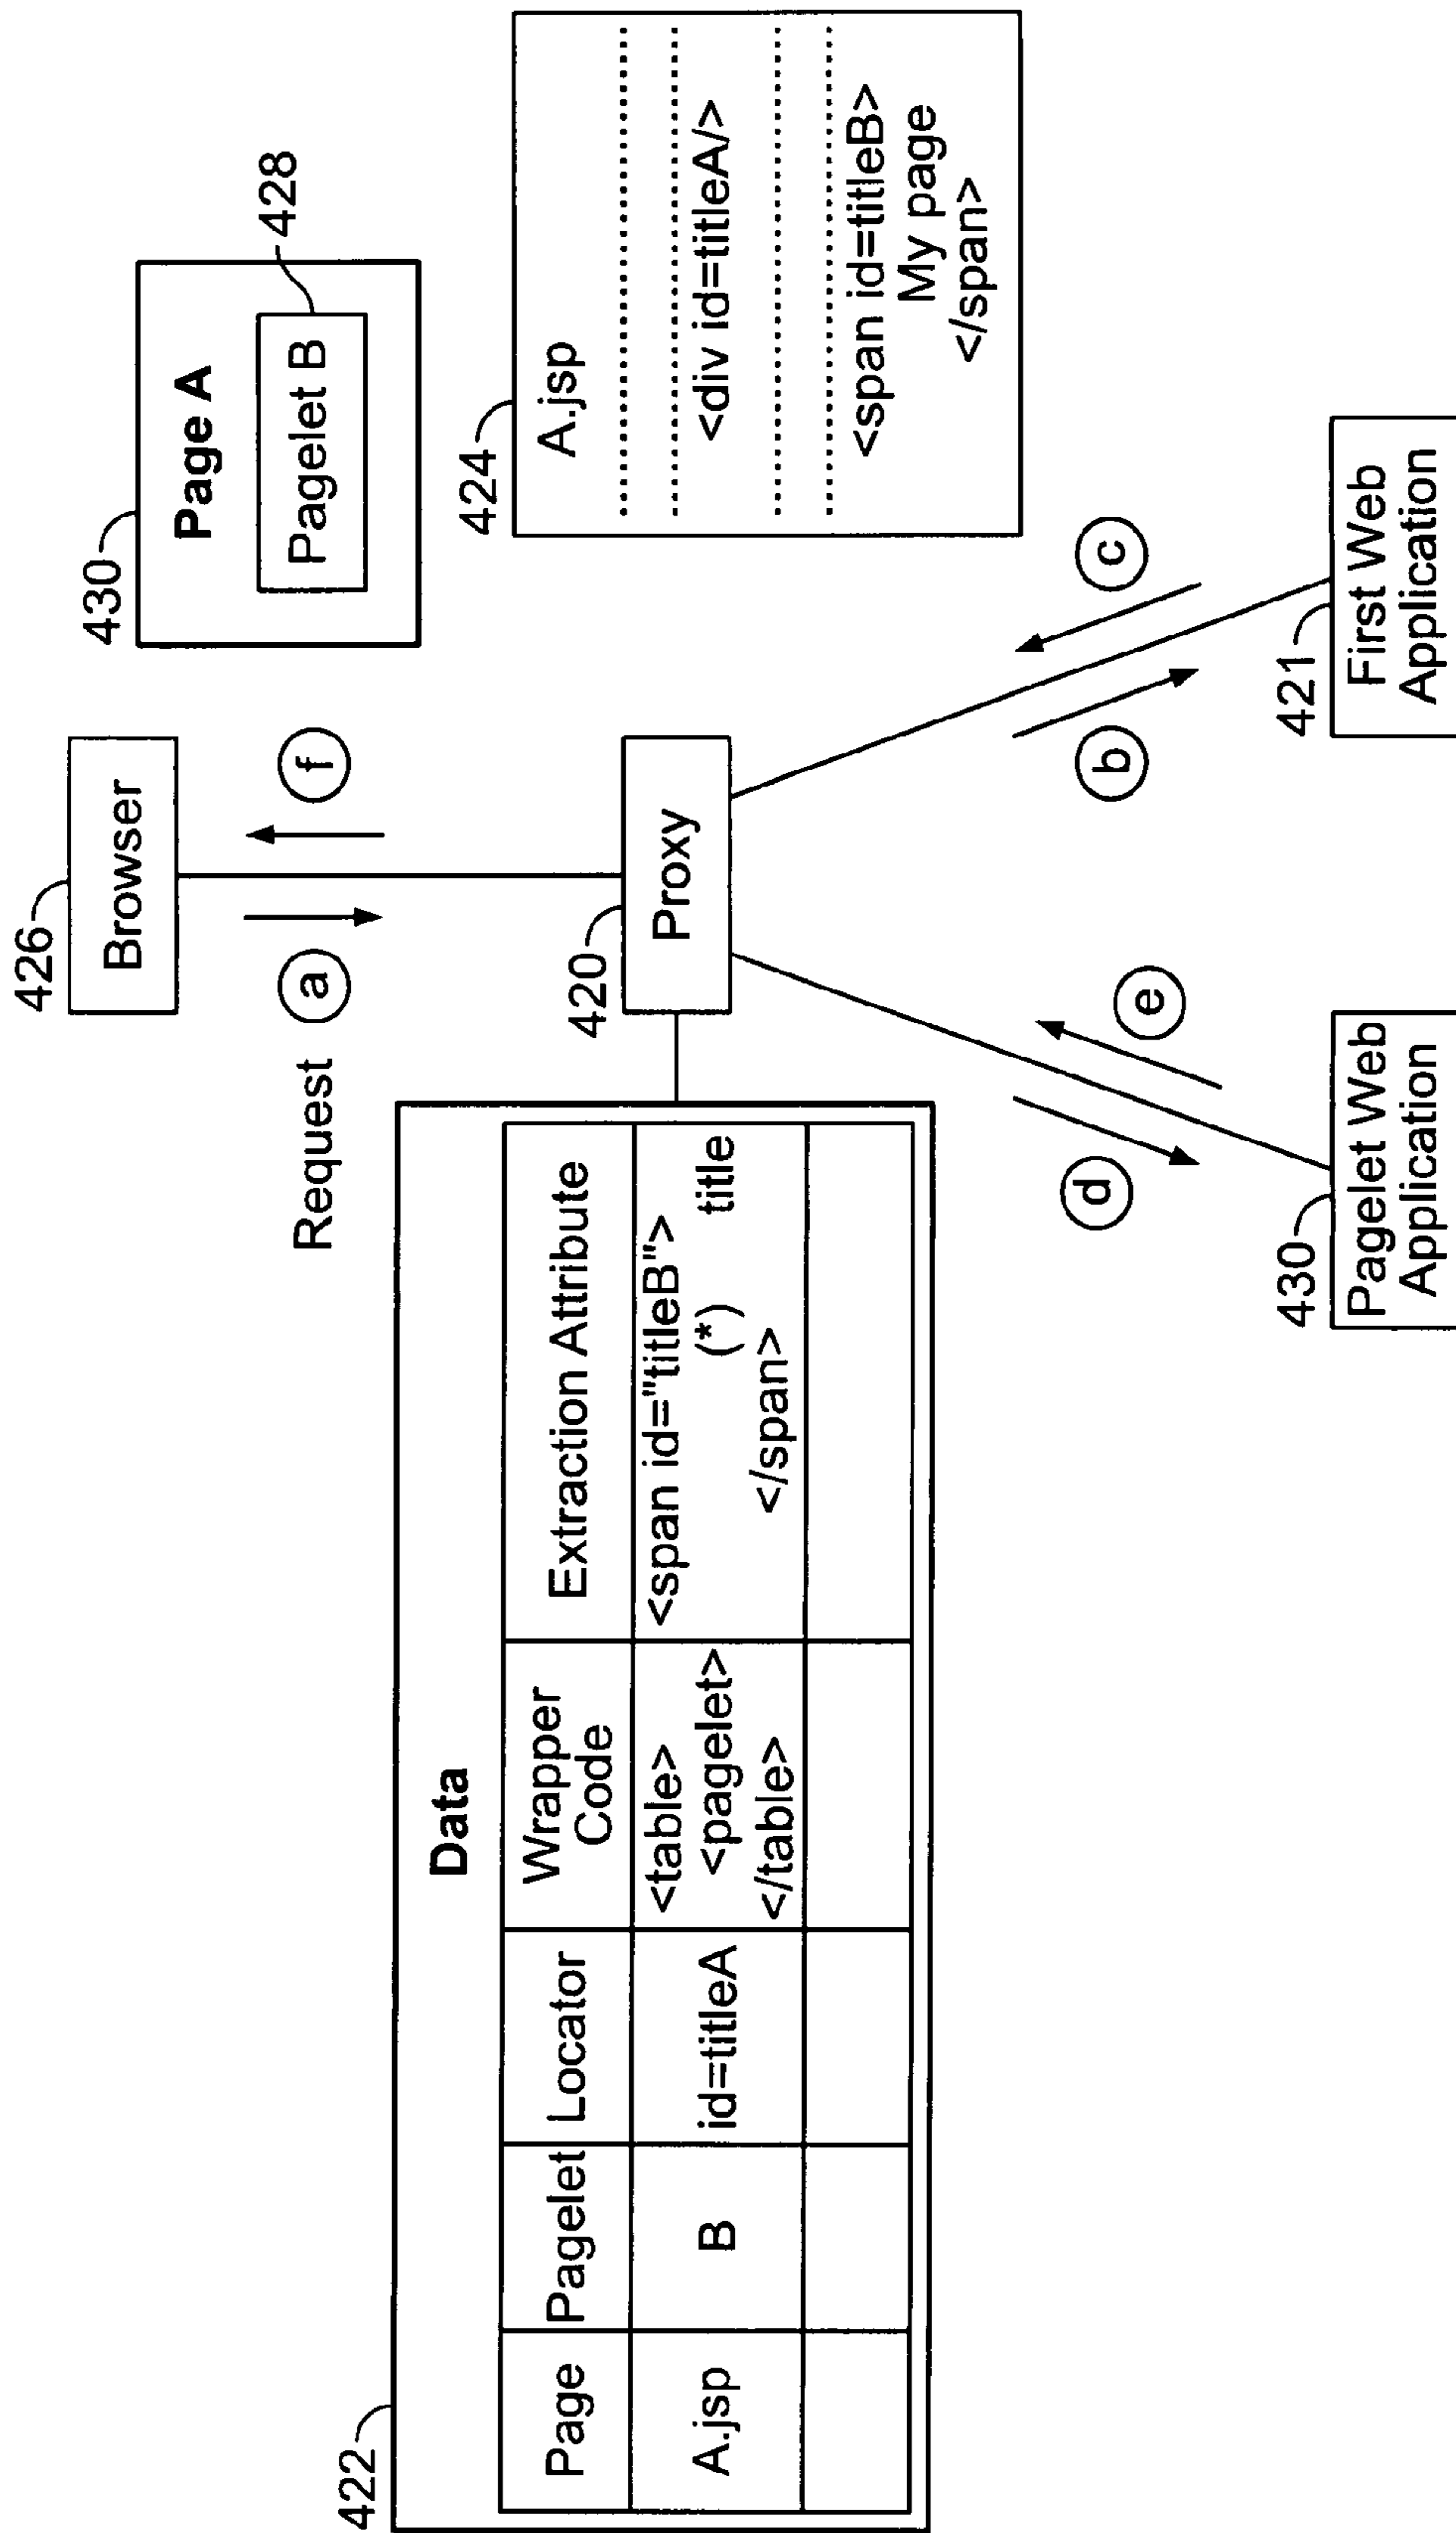 422
Data
Page
Pagelet
Locator
Wrapper
Code
Extraction Attribute
A.jsp
B
id=titleA
<table>
<pagelet>
</table>
<span id="titleB">
(*) title
</span>
426
Browser
Request
a
f
420
Proxy
430
Page A
Pagelet B
428
424
A.jsp
<div id=titleA/>
<span id=titleB>
My page
</span>
d
e
b
c
430
Pagelet Web
Application
421
First Web
Application